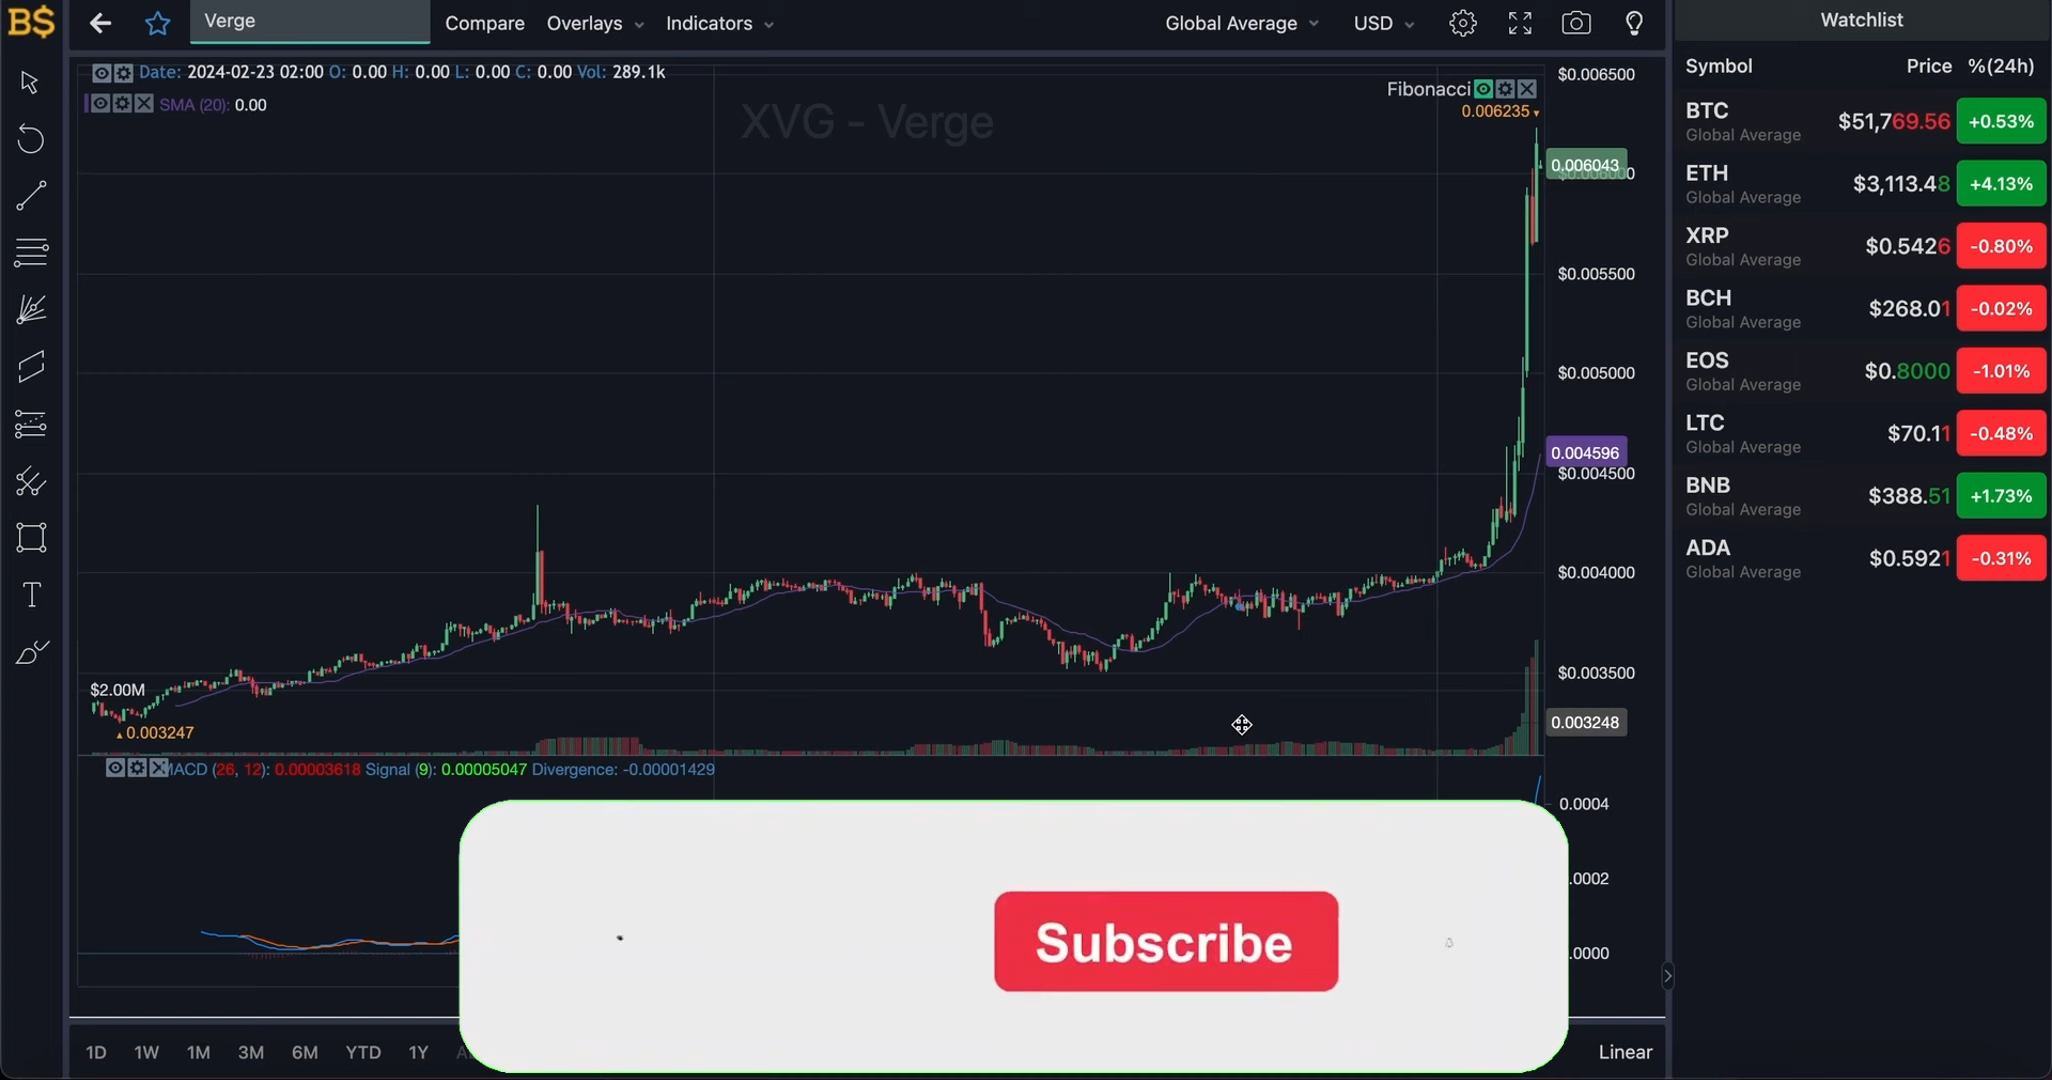 B$
Verge
Compare
Overlays
Indicators
Global Average
USD
Watchlist
Date: 2024-02-23 02:00 O: 0.00 H: 0.00 L: 0.00 C: 0.00 Vol: 289.1k
SMA (20): 0.00
XVG - Verge
Fibonacci
0.006235
$0.006500
0.006043
$0.005500
$0.005000
0.004596
$0.004500
$0.004000
$0.003500
0.003248
$2.00M
0.003247
MACD (26, 12): 0.00003618 Signal (9): 0.00005047 Divergence: -0.00001429
0.0004
.0002
.0000
Subscribe
1D 1W 1M 3M 6M YTD 1Y
Linear
Symbol Price %(24h)
BTC $51,769.56 +0.53%
Global Average
ETH $3,113.48 +4.13%
Global Average
XRP $0.5426 -0.80%
Global Average
BCH $268.01 -0.02%
Global Average
EOS $0.8000 -1.01%
Global Average
LTC $70.11 -0.48%
Global Average
BNB $388.51 +1.73%
Global Average
ADA $0.5921 -0.31%
Global Average